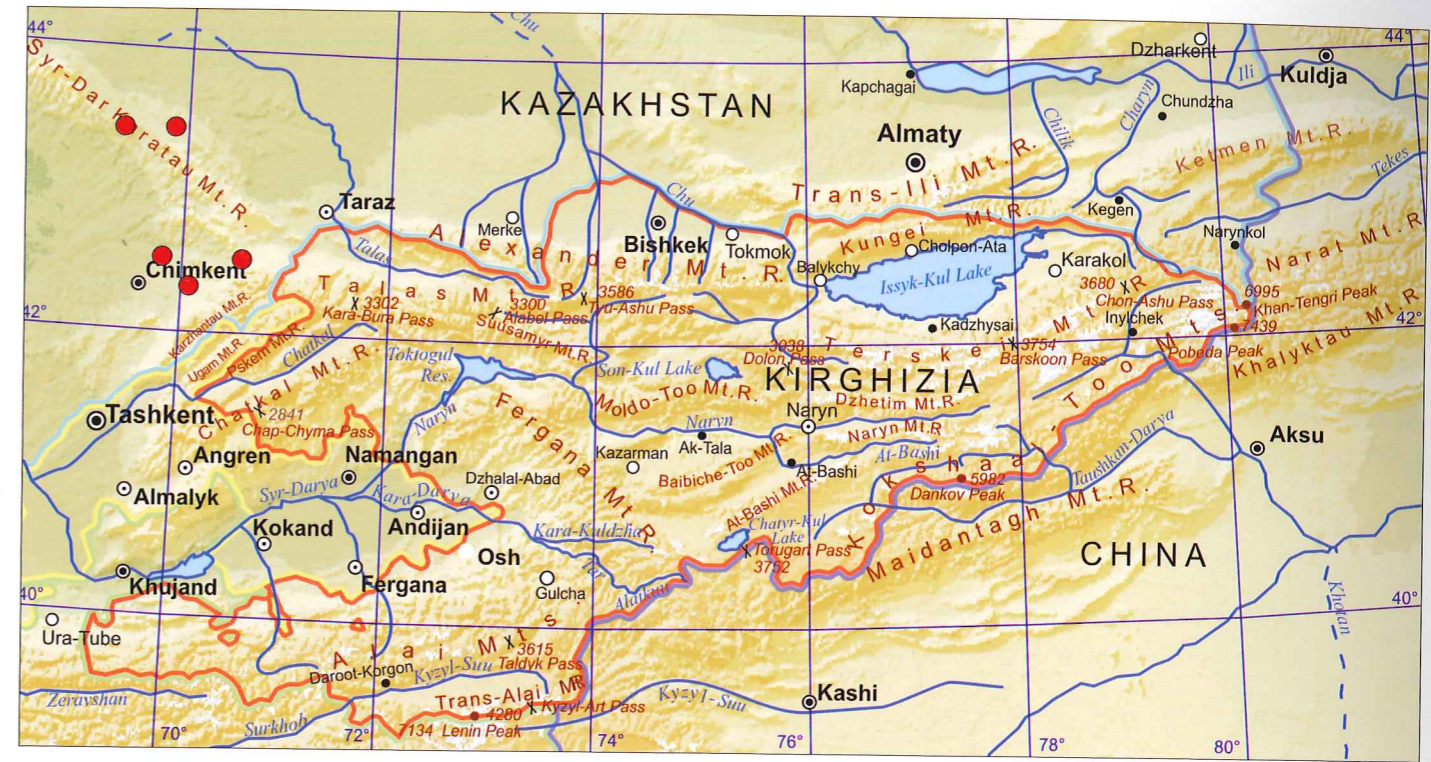 44°
Chu
44°
Dzharkent
Kuldja
Ili
Kapchagai
Syr-Dar Karatau Mt.R.
KAZAKHSTAN
Chundzha
Charyn
Chilik
Almaty
Ketmen Mt.R.
Tekes
Trans-Ili Mt.R.
Taraz
Chu
Kegen
Merke
Alexander Mt.R.
Bishkek
Tokmok
Kungei Mt.R.
Cholpon-Ata
Narynkol
Narat Mt.R
Talas
Balykchy
Issyk-Kul Lake
Karakol
Chimkent
Talas Mt.R.
3302
Kara-Bura Pass
3300
Alabel Pass
3586
Tyu-Ashu Pass
3680
Chon-Ashu Pass
6995
Khan-Tengri Peak
42°
Karzhantau Mt.R.
Suusamyr Mt.R.
Kadzhysai
Inylchek
7439
42°
Ugam Mt.R.
Pskem Mt.R.
Chatkul
Toktogul
Res.
Son-Kul Lake
3038
Dolon Pass
Terskei Mt.R
3754
Barskoon Pass
Pobeda Peak
Khalyktau Mt.R
Chatkal Mt.R.
KIRGHIZIA
Moldo-Too Mt.R.
Dzhetim Mt.R.
Tashkent
2841
Chap-Chyma Pass
Naryn
Fergana Mt.R.
Naryn
Naryn
Naryn Mt.R
Ak-Tala
Aksu
Angren
Namangan
Dzhalal-Abad
Kazarman
Baibiche-Too Mt.R.
At-Bashi
At-Bashi
Kokshaal-Too Mts
Taushkan-Darya
Almalyk
Syr-Darya
Kara-Darya
5982
Dankov Peak
At-Bashi Mt.R.
Kokand
Andijan
Kara-Kuldzha
Chatyr-Kul
Lake
Maidantagh Mt.R.
Torugart Pass
3752
CHINA
Osh
Tar
Khujand
Fergana
Gulcha
Alaikuu
40°
40°
Khotan
Ura-Tube
Alai Mts.
3615
Taldyk Pass
Daroot-Korgon
Kyzyl-Suu
Zeravshan
Trans-Alai MR
Kyzyl-Suu
Kashi
Surkhob
4280
Kyzyl-Art Pass
7134 Lenin Peak
70°
72°
74°
76°
78°
80°